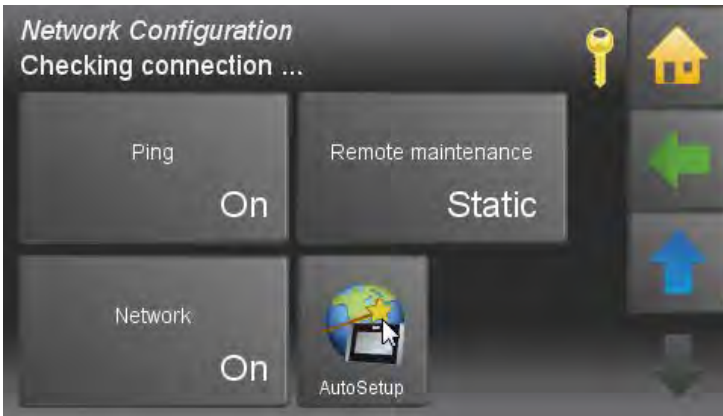 Network Configuration
Checking connection ...
Ping
On
Remote maintenance
Static
Network
On
AutoSetup